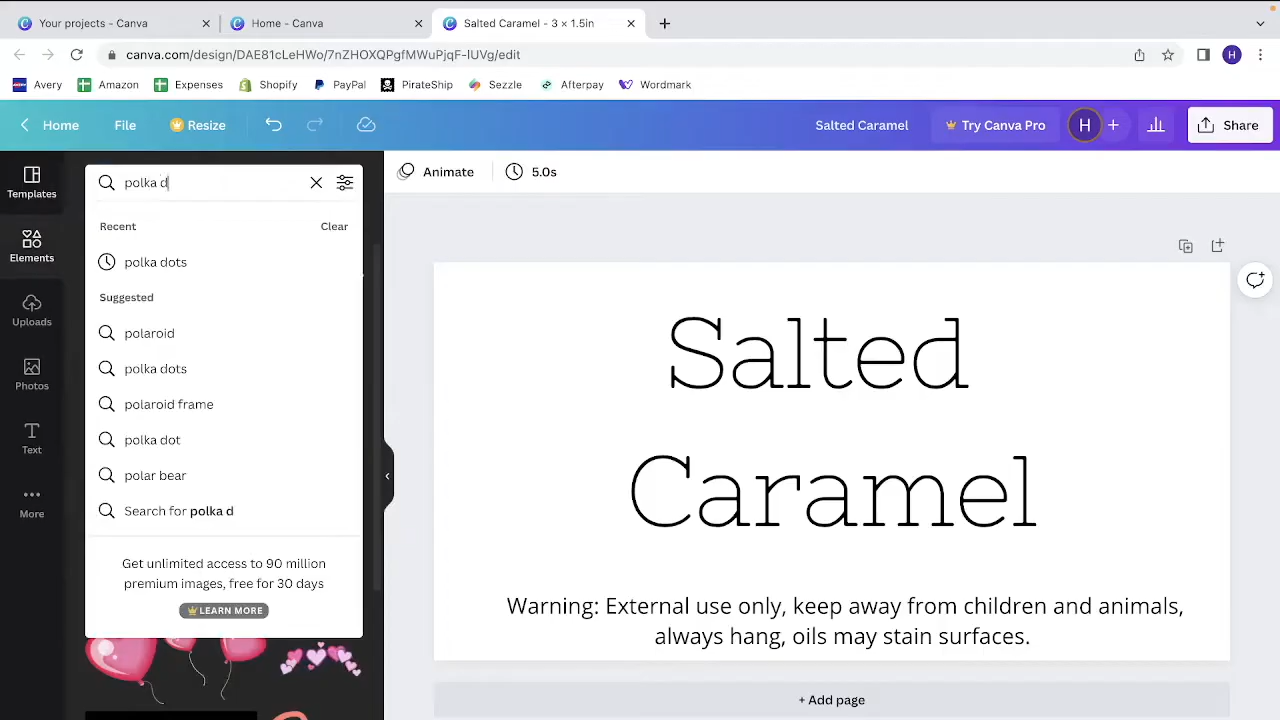 Your projects - Canva
Home - Canva
Salted Caramel - 3 × 1.5in
canva.com/design/DAE81cLeHWo/7nZHOXQPgfMWuPjqF-lUVg/edit
H
Avery
Amazon
Expenses
Shopify
PayPal
PirateShip
Sezzle
Afterpay
Wordmark
Home
File
Resize
Salted Caramel
Try Canva Pro
H
Share
Templates
Elements
Uploads
Photos
Text
More
polka d
Recent
Clear
polka dots
Suggested
polaroid
polka dots
polaroid frame
polka dot
polar bear
Search for polka d
Get unlimited access to 90 million
premium images, free for 30 days
LEARN MORE
Animate
5.0s
Salted
Caramel
Warning: External use only, keep away from children and animals,
always hang, oils may stain surfaces.
+ Add page